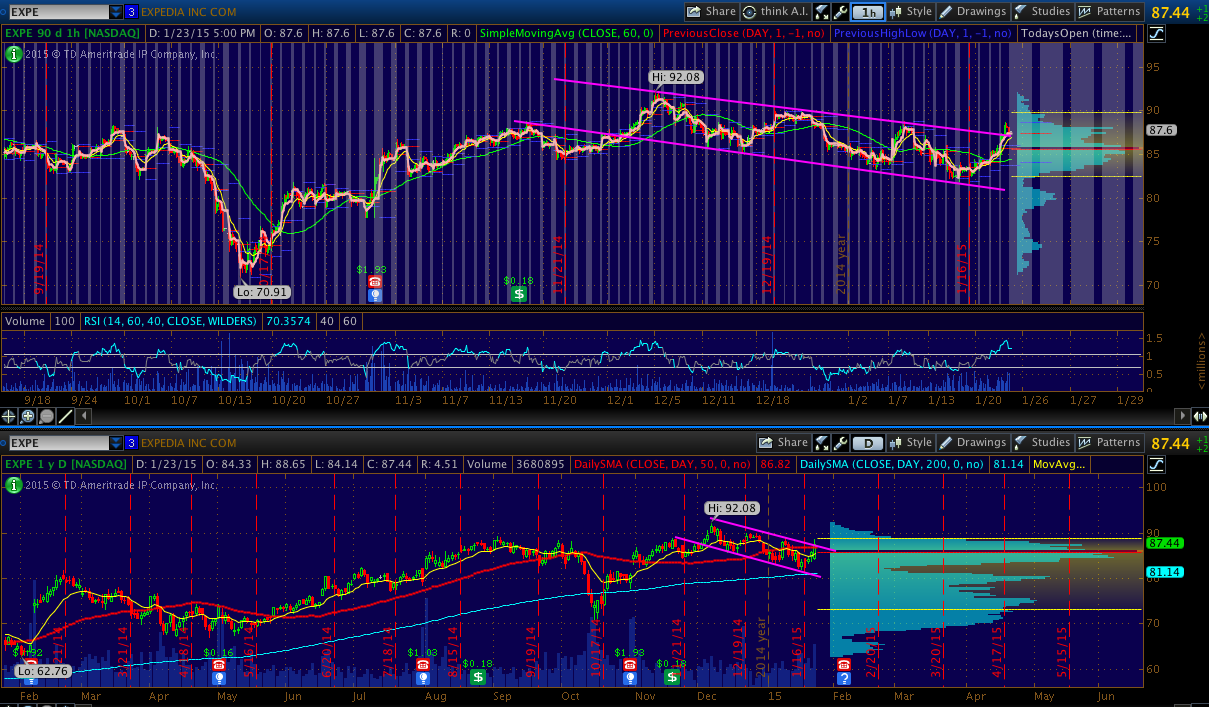 EXPE 3 EXPEDIA INC COM Share think A.I. 1h Style Drawings Studies Patterns 87.44
EXPE 90 d 1h [NASDAQ] D: 1/23/15 5:00 PM O: 87.6 H: 87.6 L: 87.6 C: 87.6 R: 0 SimpleMovingAvg (CLOSE, 60, 0) PreviousClose (DAY, 1, -1, no) PreviousHighLow (DAY, 1, -1, no) TodaysOpen (time:...
2015 © TD Ameritrade IP Company, Inc.
95
Hi: 92.08
90
87.6
85
80
75
70
9/19/14 11/21/14 12/19/14 2014 year 1/16/15
$1.93
$0.18
$
Lo: 70.91
Volume 100 RSI (14, 60, 40, CLOSE, WILDERS) 70.3574 40 60
1.5
1
0.5
0
<millions>
9/18 9/24 10/1 10/7 10/13 10/20 10/27 11/3 11/7 11/13 11/20 12/1 12/5 12/11 12/18 1/2 1/7 1/13 1/20 1/26 1/27 1/29
EXPE 3 EXPEDIA INC COM Share D Style Drawings Studies Patterns 87.44
EXPE 1 y D [NASDAQ] D: 1/23/15 O: 84.33 H: 88.65 L: 84.14 C: 87.44 R: 4.51 Volume 3680895 DailySMA (CLOSE, DAY, 50, 0, no) 86.82 DailySMA (CLOSE, DAY, 200, 0, no) 81.14 MovAvg...
2015 © TD Ameritrade IP Company, Inc.
100
Hi: 92.08
90
87.44
80
81.14
70
60
3/21/14 6/20/14 7/18/14 8/15/14 9/19/14 10/17/14 12/19/14 2014 year 1/16/15 2/20/15 3/20/15 4/17/15 5/15/15
$0.16 $1.03 $0.18 $1.93 $0.18
$ $ ?
Lo: 62.76
Feb Mar Apr May Jun Jul Aug Sep Oct Nov Dec 15 Feb Mar Apr May Jun